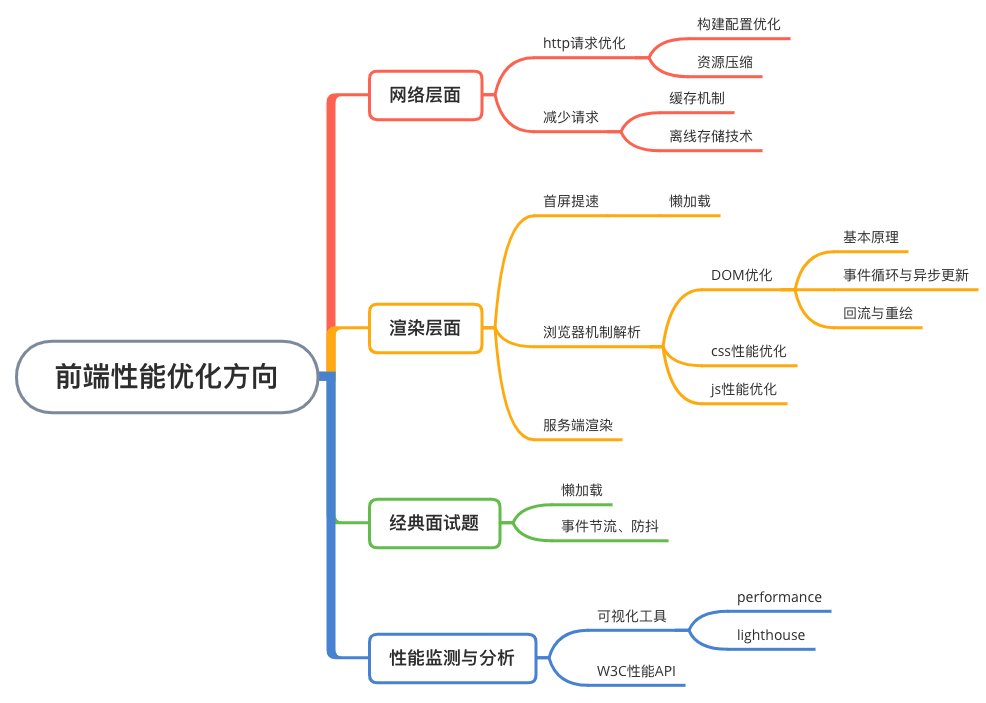 前端性能优化方向
网络层面
http请求优化
构建配置优化
资源压缩
减少请求
缓存机制
离线存储技术
渲染层面
首屏提速
懒加载
浏览器机制解析
DOM优化
基本原理
事件循环与异步更新
回流与重绘
css性能优化
js性能优化
服务端渲染
经典面试题
懒加载
事件节流、防抖
性能监测与分析
可视化工具
performance
lighthouse
W3C性能API